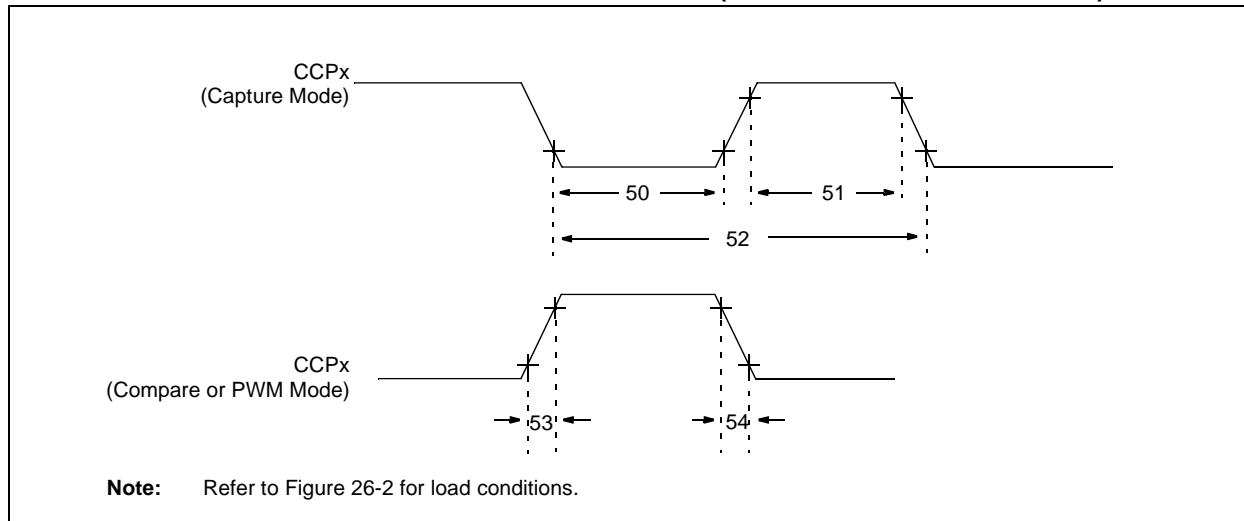 CCPx
(Capture Mode)
50
51
52
CCPx
(Compare or PWM Mode)
53
54
Note: Refer to Figure 26-2 for load conditions.